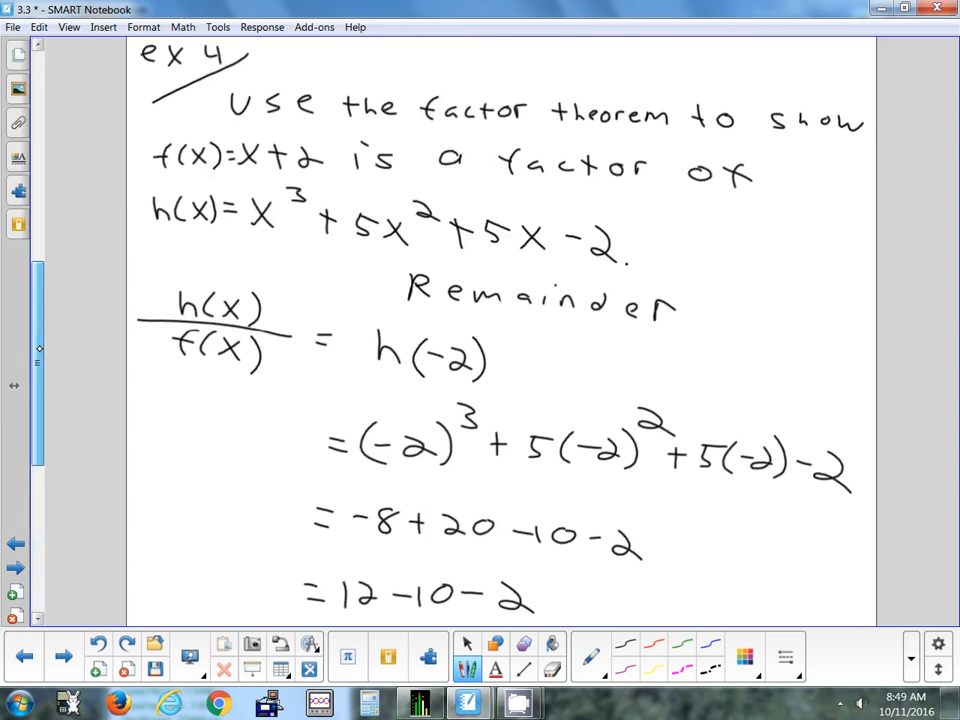 3.3 * - SMART Notebook
File Edit View Insert Format Math Tools Response Add-ons Help
ex 4
Use the factor theorem to show
f(x)=x+2 is a factor of
h(x)= x³ + 5x² + 5x - 2.
Remainder
h(x)/f(x) = h(-2)
= (-2)³ + 5(-2)² + 5(-2) - 2
= -8 + 20 - 10 - 2
= 12 - 10 - 2
π
A
8:49 AM
10/11/2016